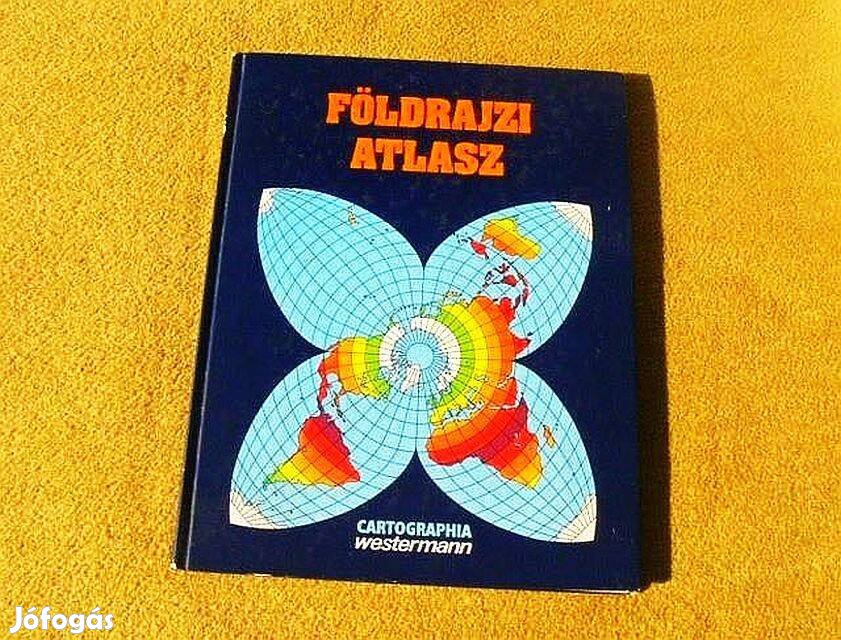 FÖLDRAJZI
ATLASZ
CARTOGRAPHIA
westermann
Jófogás